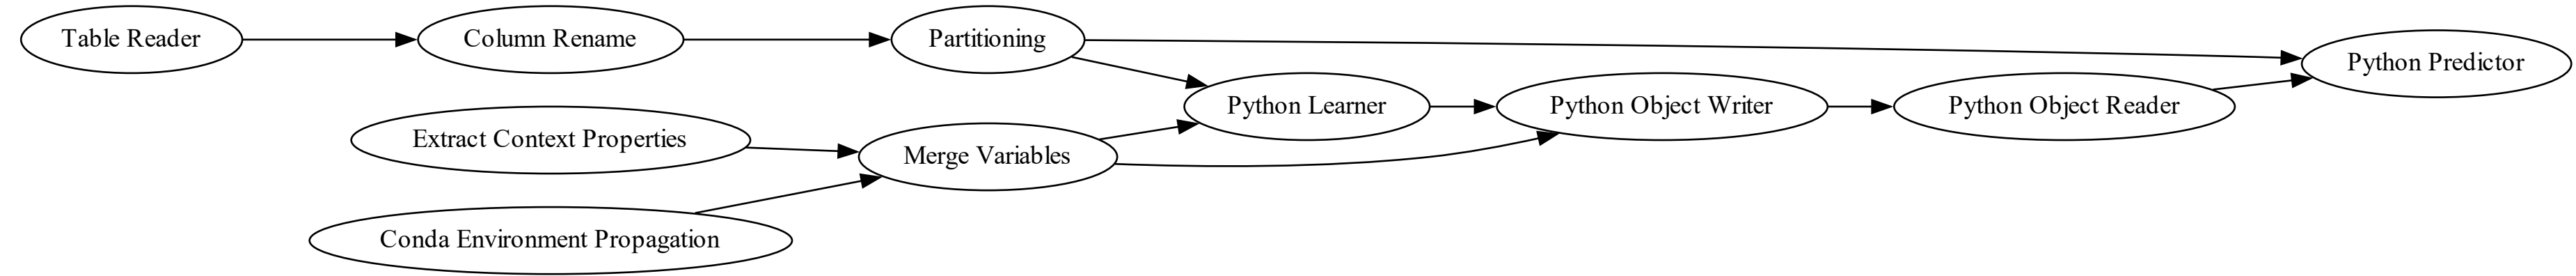 Table Reader
Column Rename
Partitioning
Python Predictor
Python Learner
Python Object Writer
Python Object Reader
Extract Context Properties
Merge Variables
Conda Environment Propagation